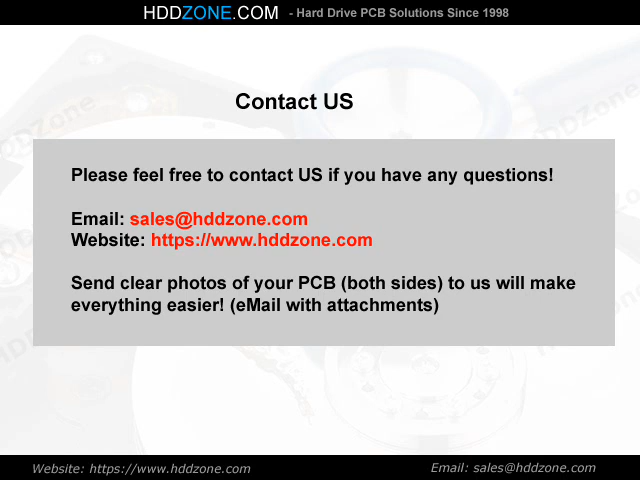 HDDZONE.COM - Hard Drive PCB Solutions Since 1998
Contact US
Please feel free to contact US if you have any questions!
Email: sales@hddzone.com
Website: https://www.hddzone.com
Send clear photos of your PCB (both sides) to us will make
everything easier! (eMail with attachments)
HDDZone
HDDZone
Website: https://www.hddzone.com Email: sales@hddzone.com